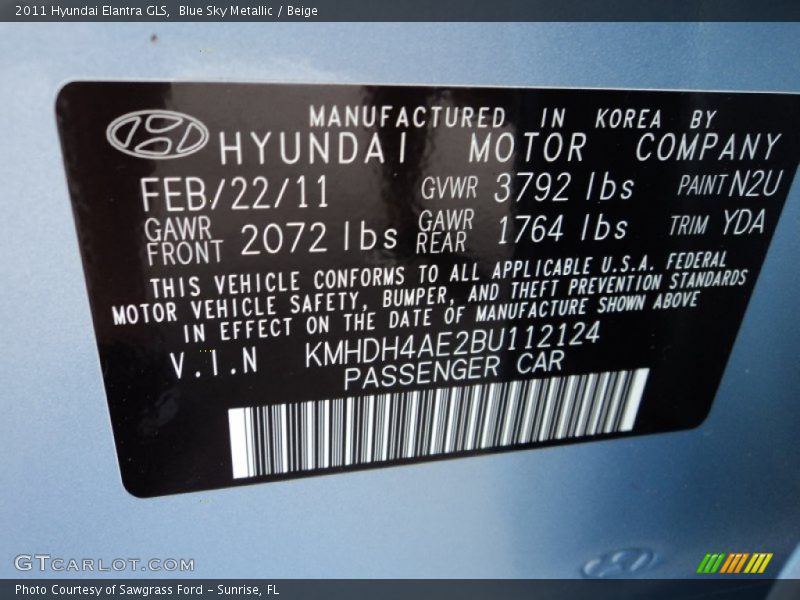 2011 Hyundai Elantra GLS,  Blue Sky Metallic / Beige
MANUFACTURED IN KOREA BY
HYUNDAI MOTOR COMPANY
FEB/22/11 GVWR 3792 lbs PAINT N2U
GAWR FRONT 2072 lbs GAWR REAR 1764 lbs TRIM YDA
THIS VEHICLE CONFORMS TO ALL APPLICABLE U.S.A. FEDERAL
MOTOR VEHICLE SAFETY, BUMPER, AND THEFT PREVENTION STANDARDS
IN EFFECT ON THE DATE OF MANUFACTURE SHOWN ABOVE
V.I.N KMHDH4AE2BU112124
PASSENGER CAR
GTCARLOT.COM
Photo Courtesy of Sawgrass Ford - Sunrise, FL